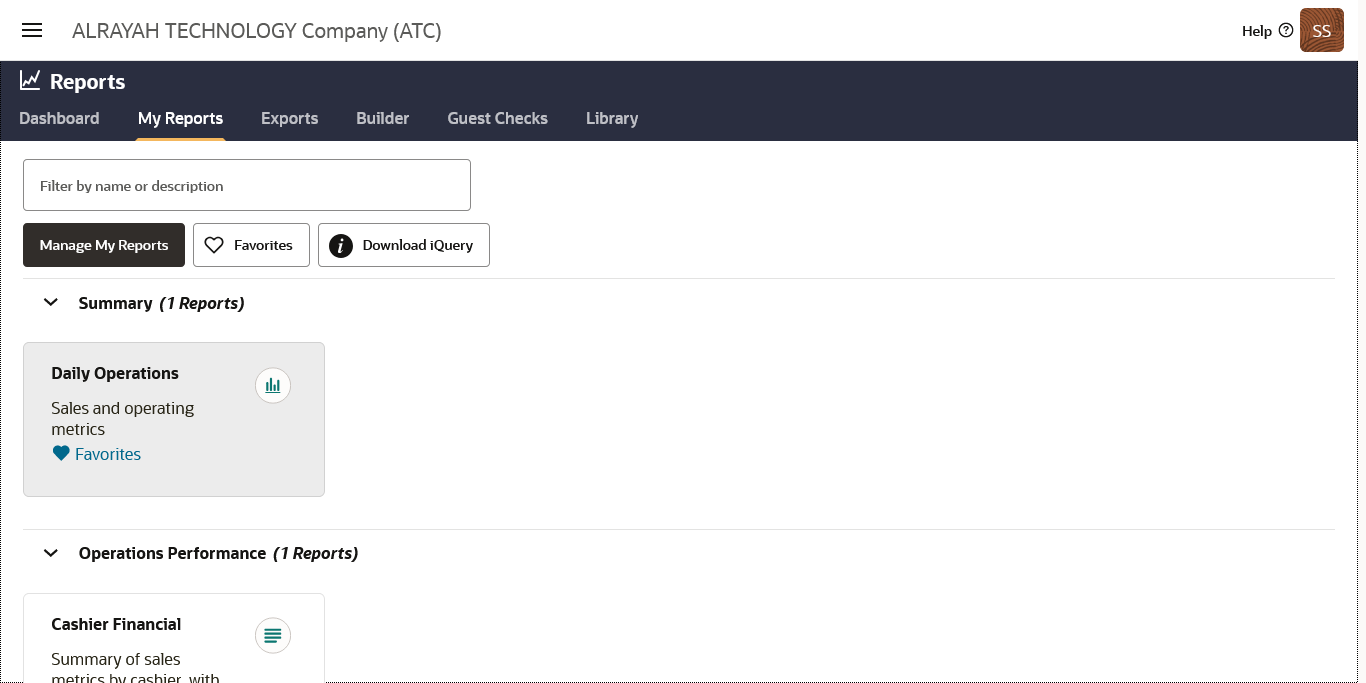 ALRAYAH TECHNOLOGY Company (ATC)
Help
SS
Reports
Dashboard
My Reports
Exports
Builder
Guest Checks
Library
Filter by name or description
Manage My Reports
Favorites
Download iQuery
Summary (1 Reports)
Daily Operations
Sales and operating
metrics
Favorites
Operations Performance (1 Reports)
Cashier Financial
Summary of sales
metrics by cashier, with